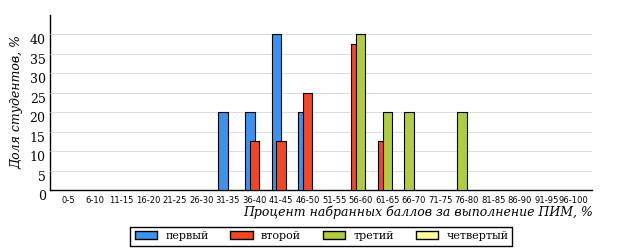 Доля студентов, %
40
35
30
25
20
15
10
5
0
0-5 6-10 11-15 16-20 21-25 26-30 31-35 36-40 41-45 46-50 51-55 56-60 61-65 66-70 71-75 76-80 81-85 86-90 91-95 96-100
Процент набранных баллов за выполнение ПИМ, %
первый второй третий четвертый